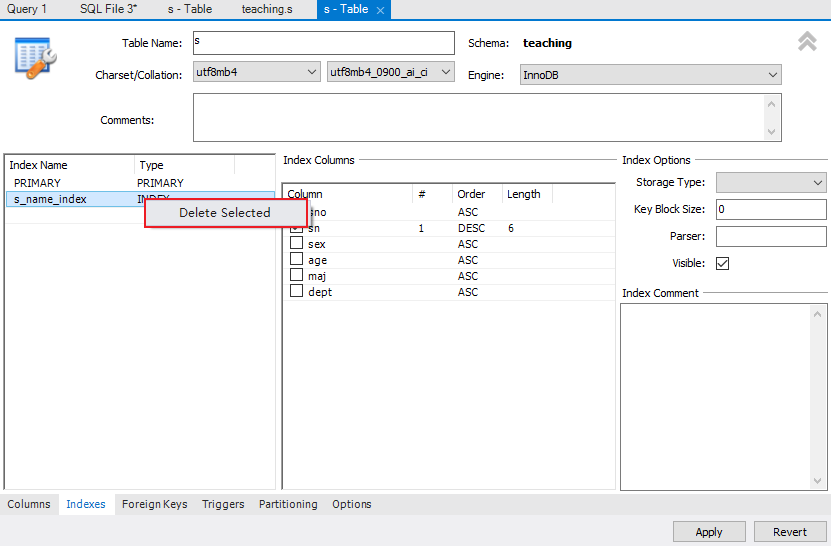 Query 1 SQL File 3* s - Table teaching.s s - Table
Table Name: s Schema: teaching
Charset/Collation: utf8mb4 utf8mb4_0900_ai_ci Engine: InnoDB
Comments:
Index Name Type
PRIMARY PRIMARY
s_name_index INDEX
Delete Selected
Index Columns
Column # Order Length
sno ASC
sn 1 DESC 6
sex ASC
age ASC
maj ASC
dept ASC
Index Options
Storage Type:
Key Block Size: 0
Parser:
Visible:
Index Comment
Columns Indexes Foreign Keys Triggers Partitioning Options
Apply Revert